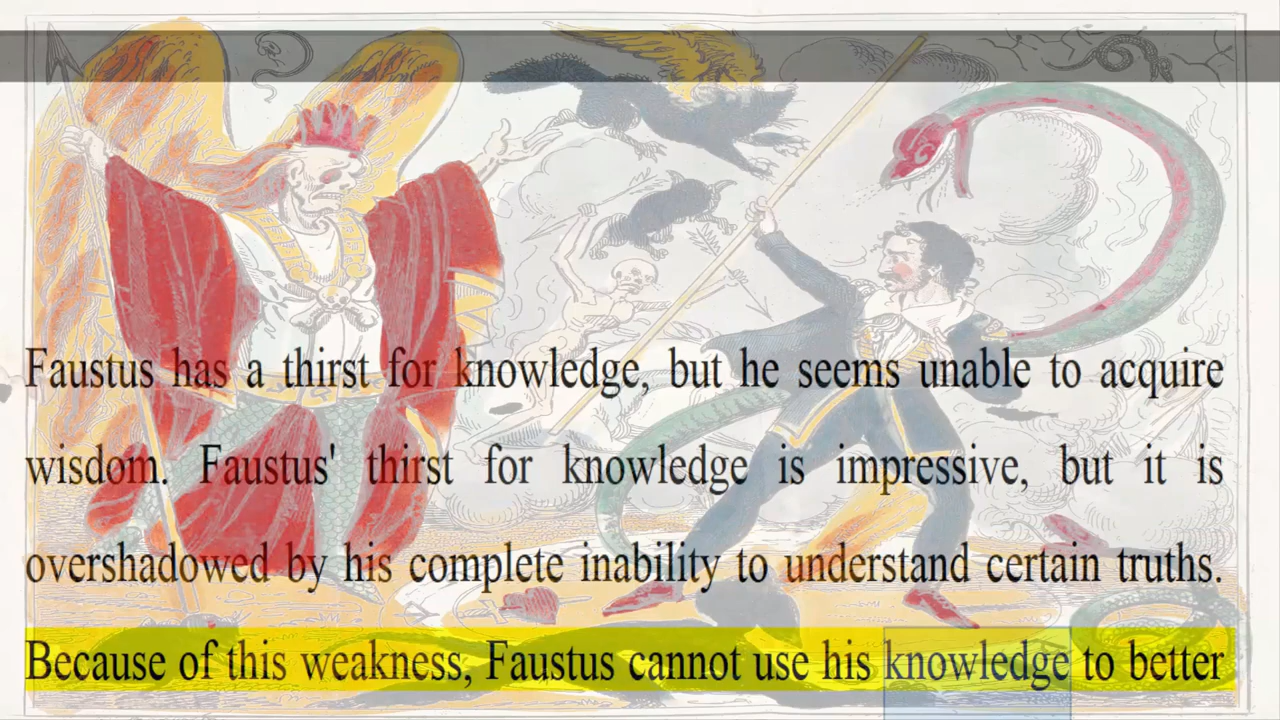 Faustus has a thirst for knowledge, but he seems unable to acquire
wisdom. Faustus' thirst for knowledge is impressive, but it is
overshadowed by his complete inability to understand certain truths.
Because of this weakness, Faustus cannot use his knowledge to better